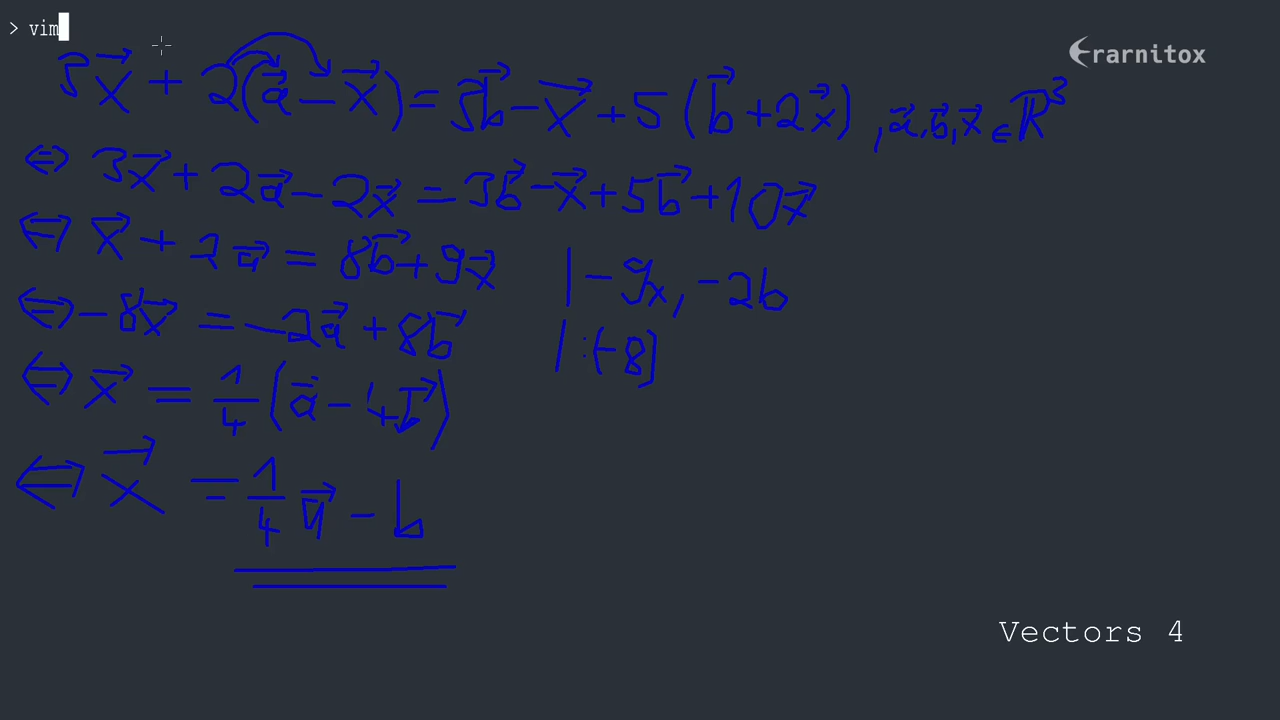 > vim
rarnitox
3x⃗ + 2(a⃗ − x⃗) = 3b⃗ − x⃗ + 5(b⃗ + 2x⃗) , a⃗, b⃗, x⃗ ∈ ℝ³
⇔ 3x⃗ + 2a⃗ − 2x⃗ = 3b⃗ − x⃗ + 5b⃗ + 10x⃗
⇔ x⃗ + 2a⃗ = 8b⃗ + 9x⃗ | − 9x, − 2b
⇔ − 8x⃗ = −2a⃗ + 8b⃗ | :(−8)
⇔ x⃗ = 1/4 (a⃗ − 4b⃗)
⇔ x⃗ = 1/4 a⃗ − b
Vectors 4